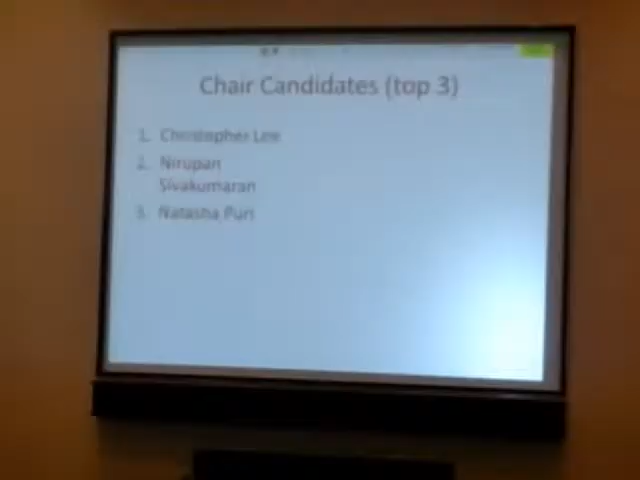 Chair Candidates (top 3)
1. Christopher Lee
2. Nirupan
Sivakumaran
3. Natasha Puri